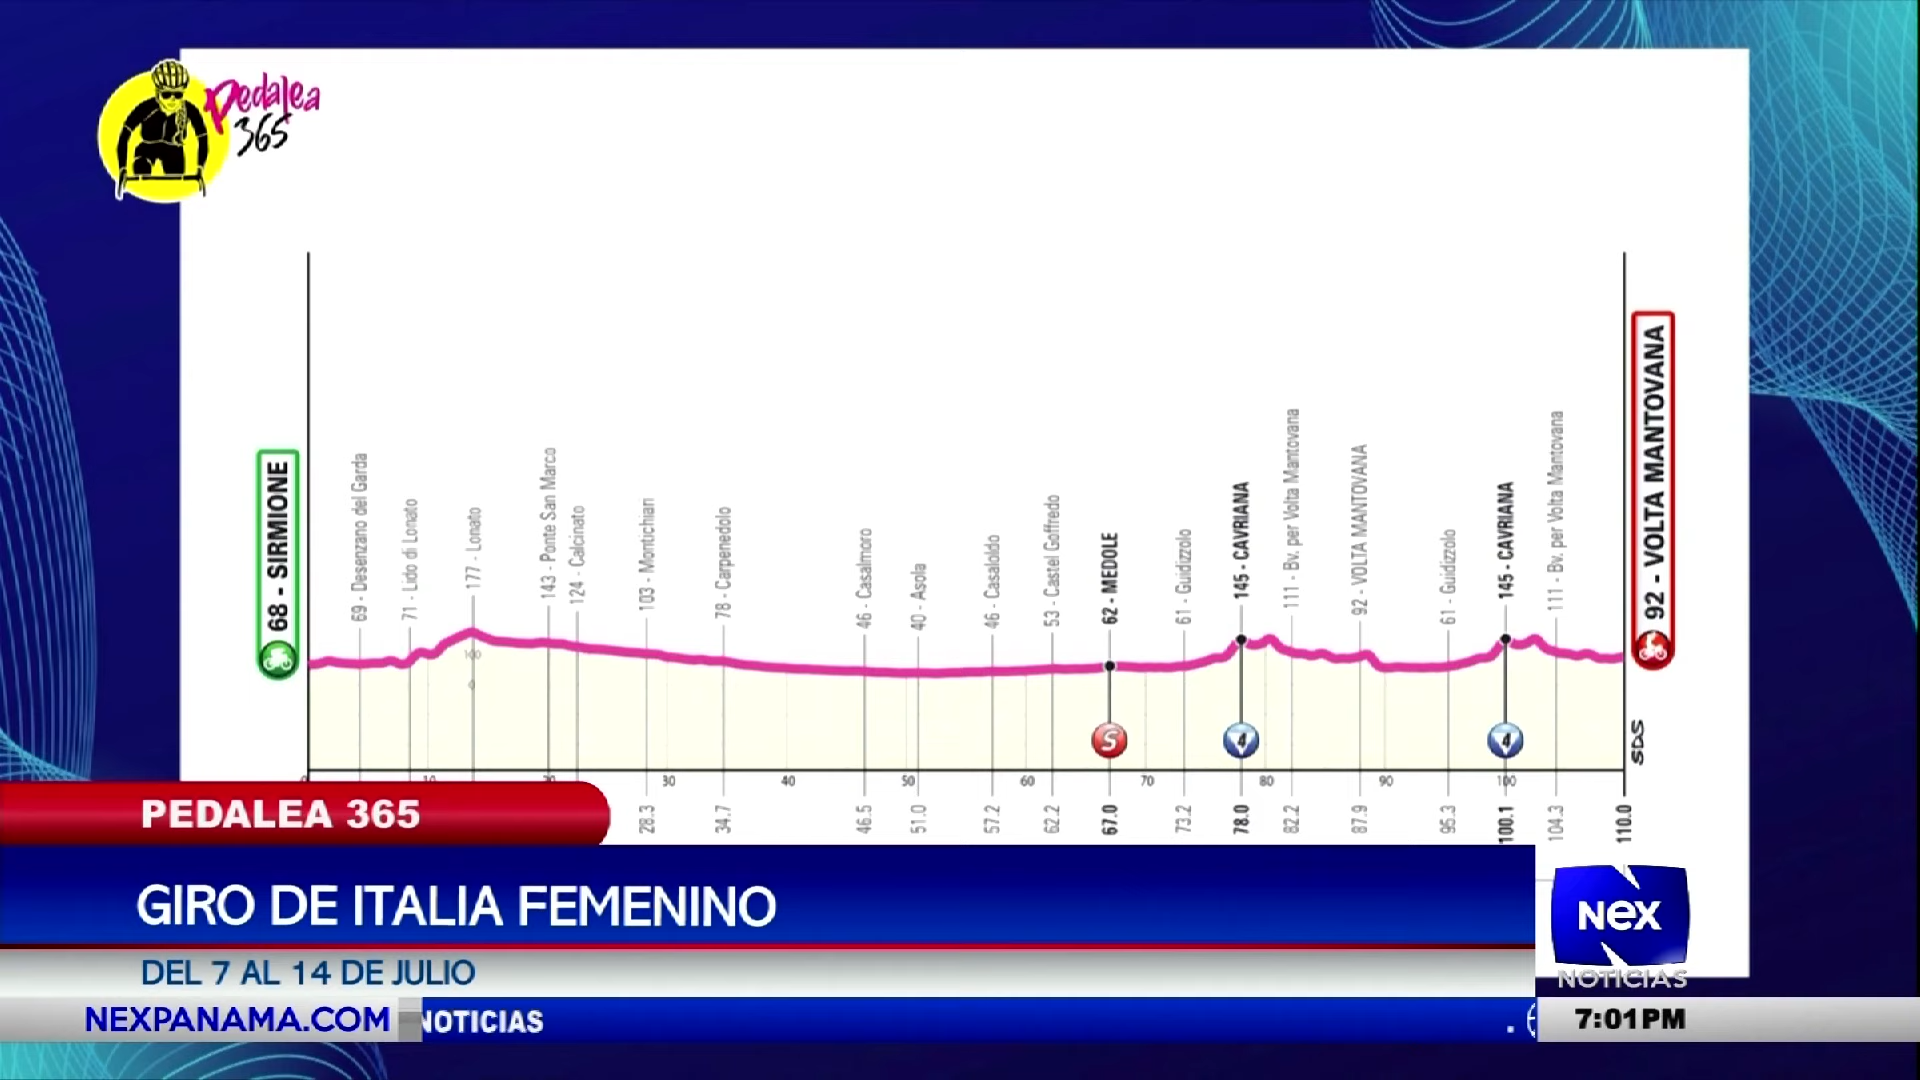 Pedalea
365
68 - SIRMIONE
69 - Desenzano del Garda
71 - Lido di Lonato
177 - Lonato
143 - Ponte San Marco
124 - Calcinato
103 - Montichiari
78 - Carpenedolo
46 - Casalmoro
40 - Asola
46 - Casaloldo
53 - Castel Goffredo
62 - MEDOLE
61 - Guidizzolo
145 - CAVRIANA
111 - Bv. per Volta Mantovana
92 - VOLTA MANTOVANA
61 - Guidizzolo
145 - CAVRIANA
111 - Bv. per Volta Mantovana
92 - VOLTA MANTOVANA
S
4
4
SDS
30 40 50 60 70 80 90 100
28.3 34.7 46.5 51.0 57.2 62.2 67.0 73.2 78.0 82.2 87.9 95.3 100.1 104.3 110.0
PEDALEA 365
GIRO DE ITALIA FEMENINO
DEL 7 AL 14 DE JULIO
NEXPANAMA.COM
NOTICIAS
Nex
NOTICIAS
7:01PM